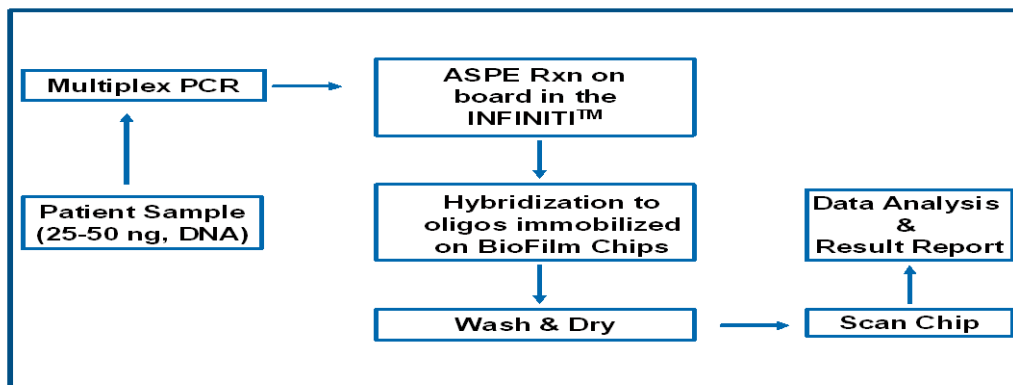 Multiplex PCR
ASPE Rxn on
board in the
INFINITI™
Patient Sample
(25-50 ng, DNA)
Hybridization to
oligos immobilized
on BioFilm Chips
Data Analysis
&
Result Report
Wash & Dry
Scan Chip